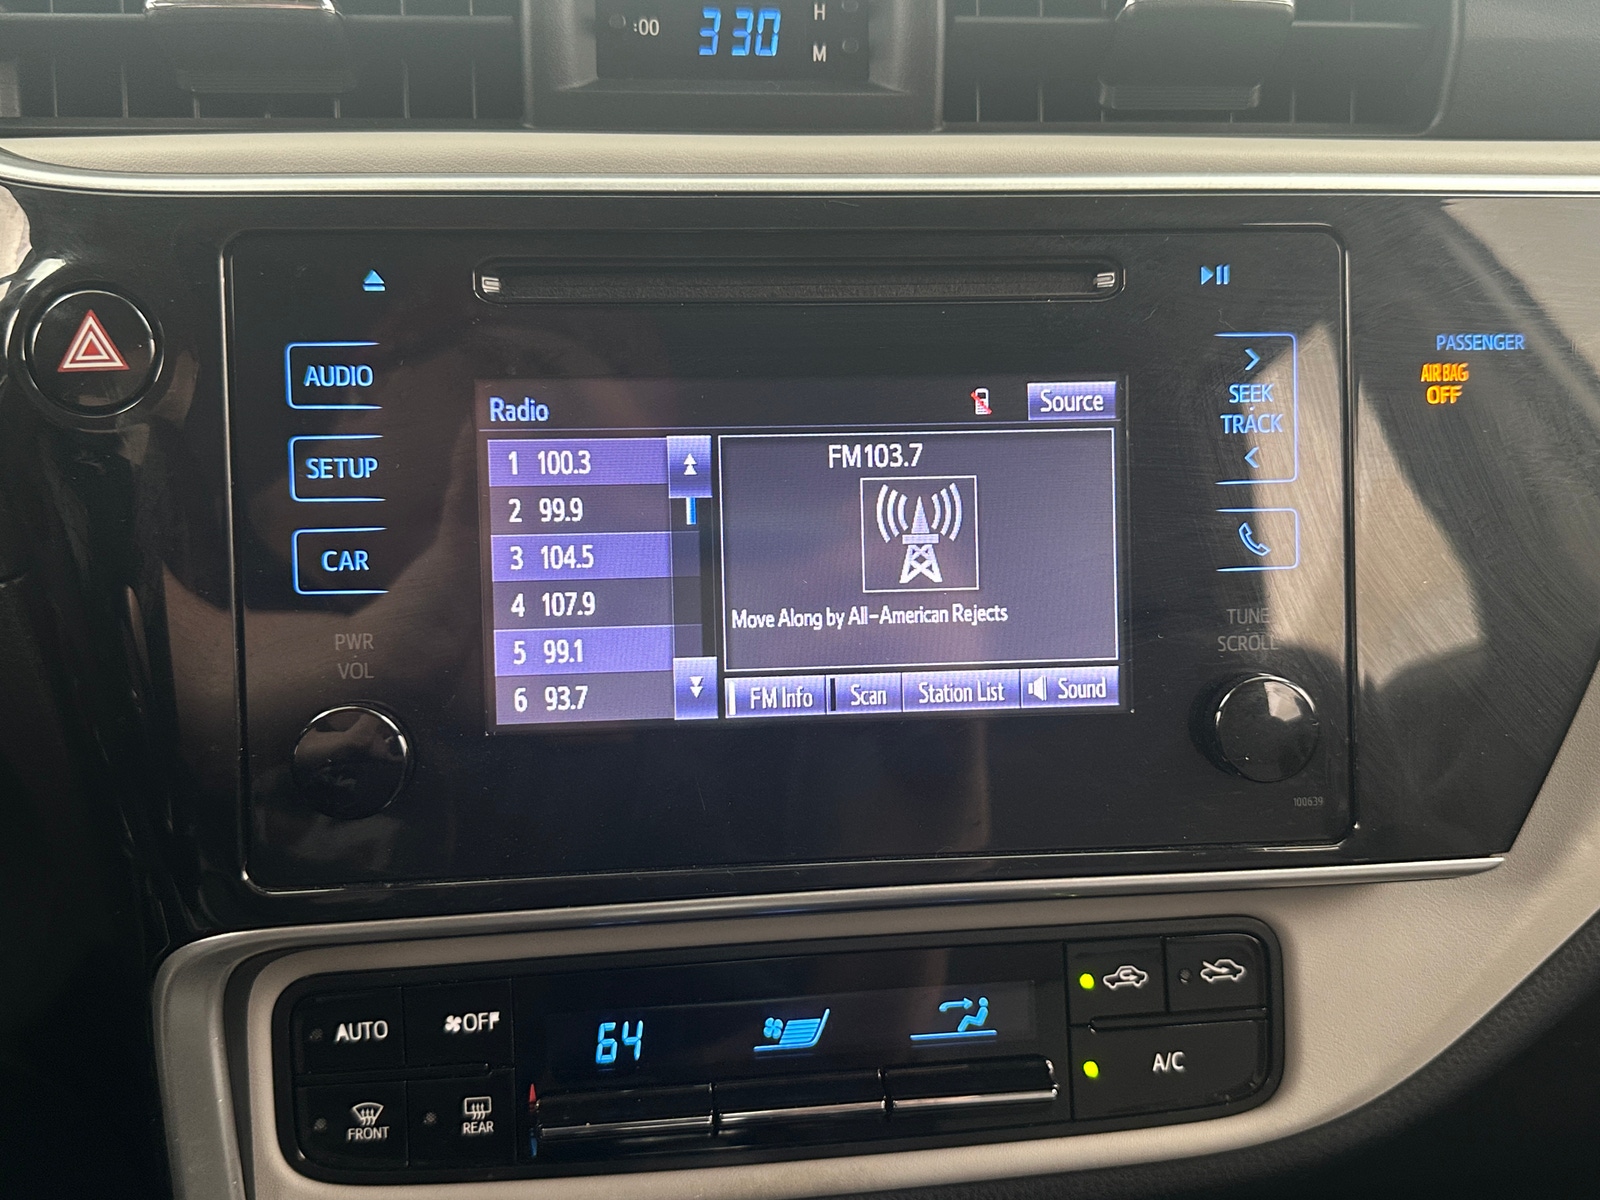 :00
330
H
M
AUDIO
SETUP
CAR
PWR
VOL
Radio
Source
1 100.3
2 99.9
3 104.5
4 107.9
5 99.1
6 93.7
FM103.7
Move Along by All-American Rejects
FM Info
Scan
Station List
Sound
SEEK
TRACK
TUNE
SCROLL
100639
PASSENGER
AIR BAG
OFF
AUTO
OFF
64
FRONT
REAR
A/C